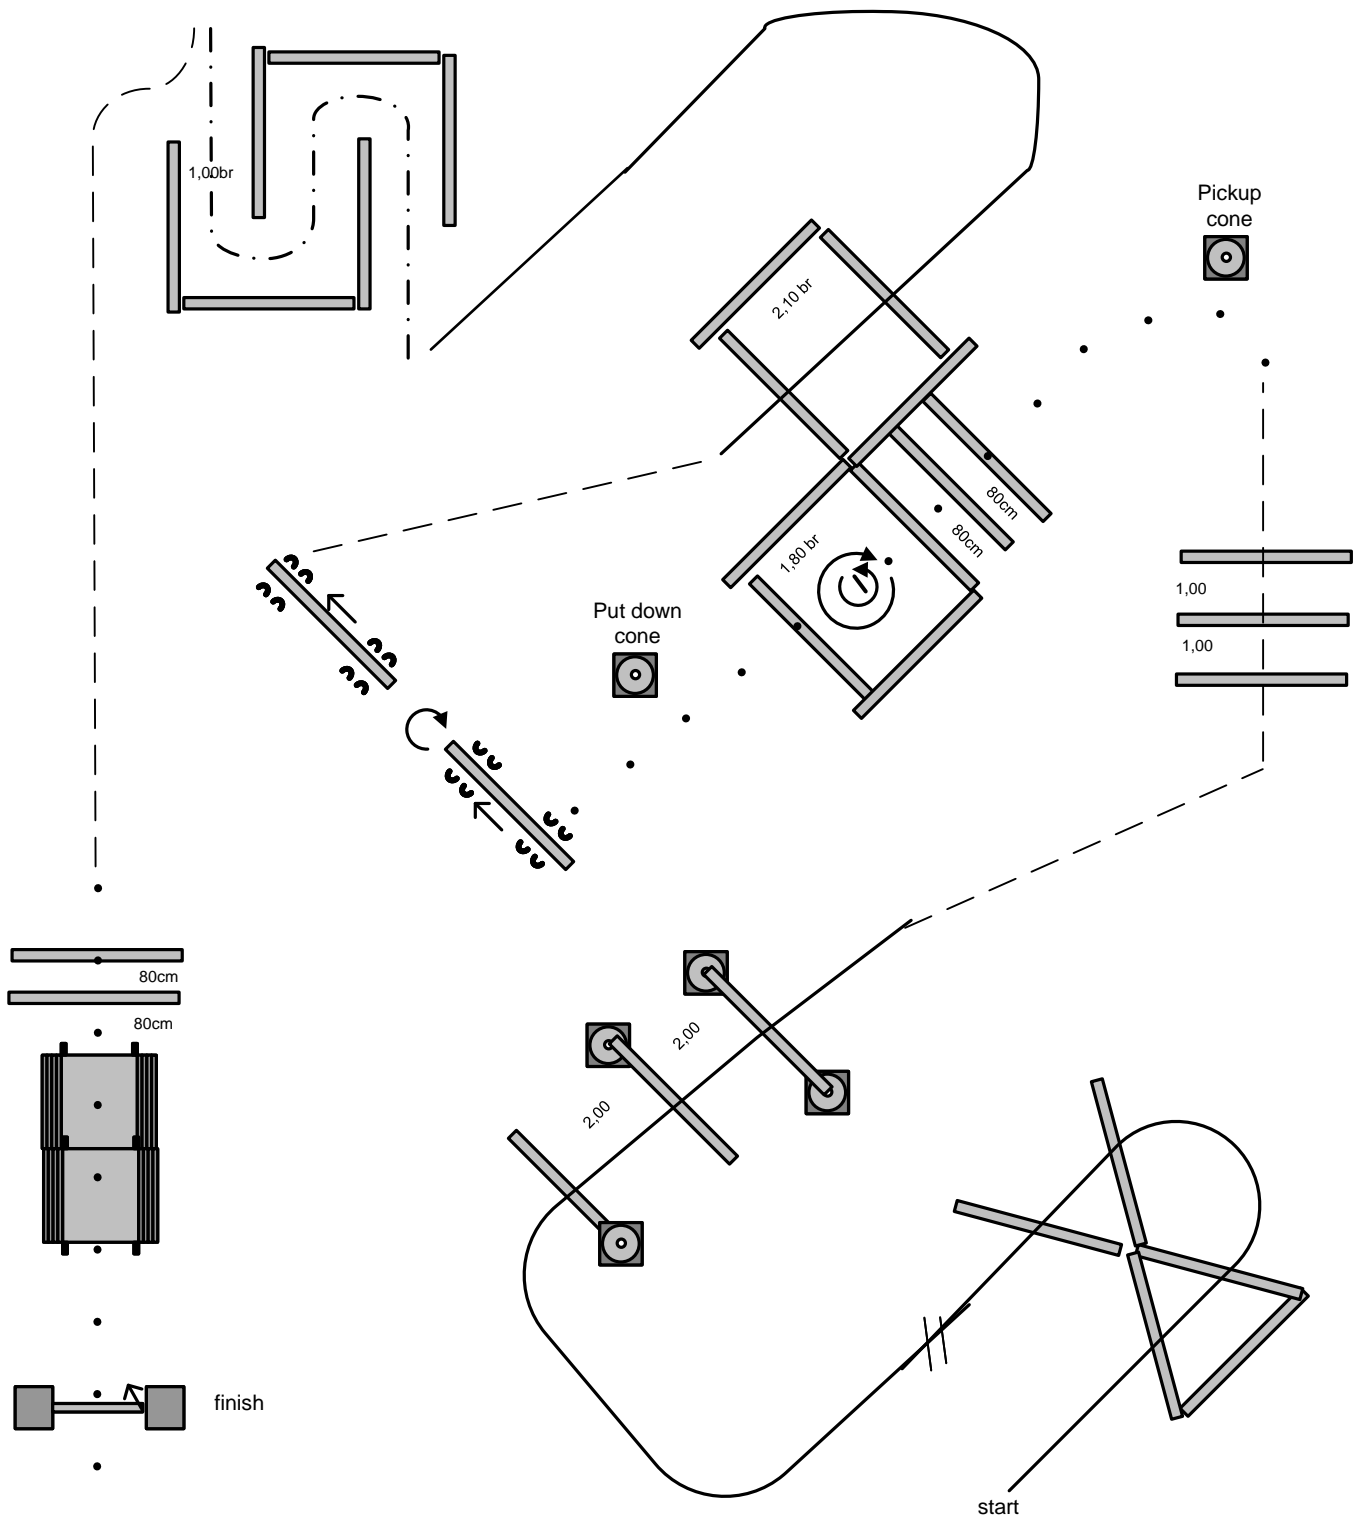 1,00br
Pickup
cone
2,10 br
80cm
80cm
1,80 br
1,00
1,00
Put down
cone
80cm
80cm
2,00
2,00
finish
start